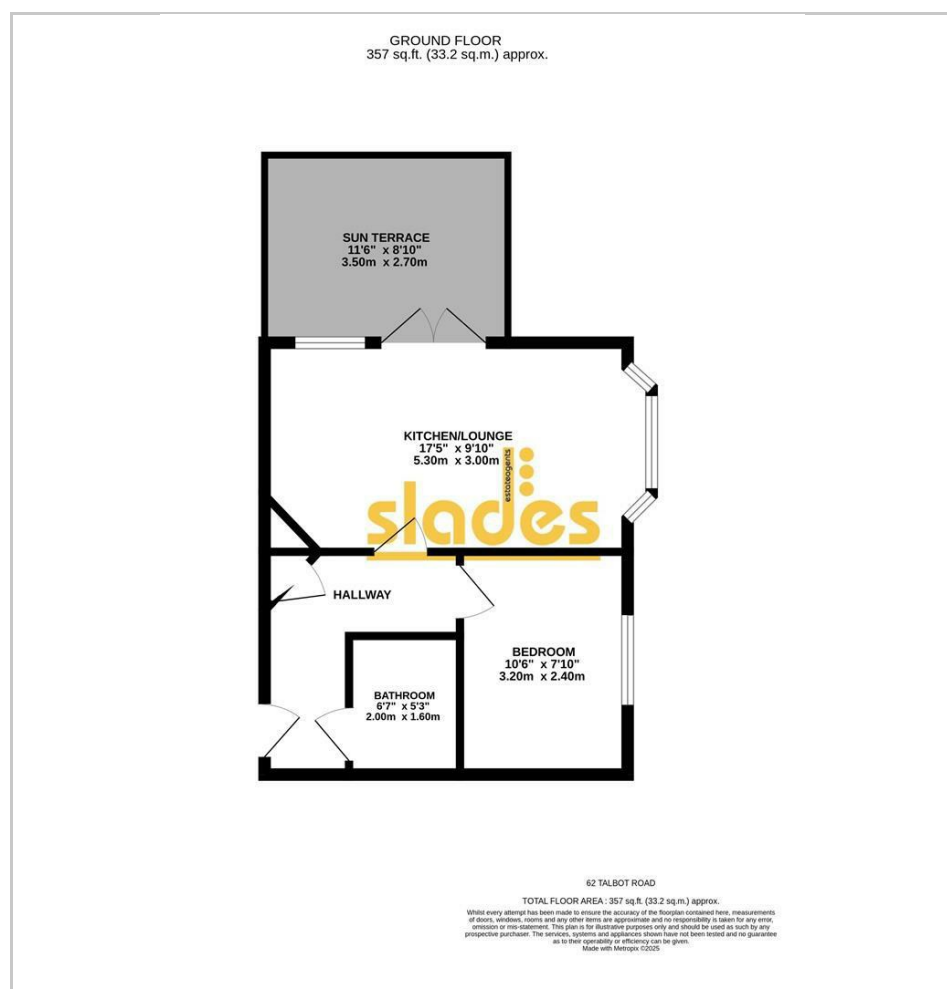 GROUND FLOOR
357 sq.ft. (33.2 sq.m.) approx.
SUN TERRACE
11'6" x 8'10"
3.50m x 2.70m
KITCHEN/LOUNGE
17'5" x 9'10"
5.30m x 3.00m
estateagents
slades
HALLWAY
BEDROOM
10'6" x 7'10"
3.20m x 2.40m
BATHROOM
6'7" x 5'3"
2.00m x 1.60m
62 TALBOT ROAD
TOTAL FLOOR AREA : 357 sq.ft. (33.2 sq.m.) approx.
Whilst every attempt has been made to ensure the accuracy of the floorplan contained here, measurements
of doors, windows, rooms and any other items are approximate and no responsibility is taken for any error,
omission or mis-statement. This plan is for illustrative purposes only and should be used as such by any
prospective purchaser. The services, systems and appliances shown have not been tested and no guarantee
as to their operability or efficiency can be given.
Made with Metropix ©2025